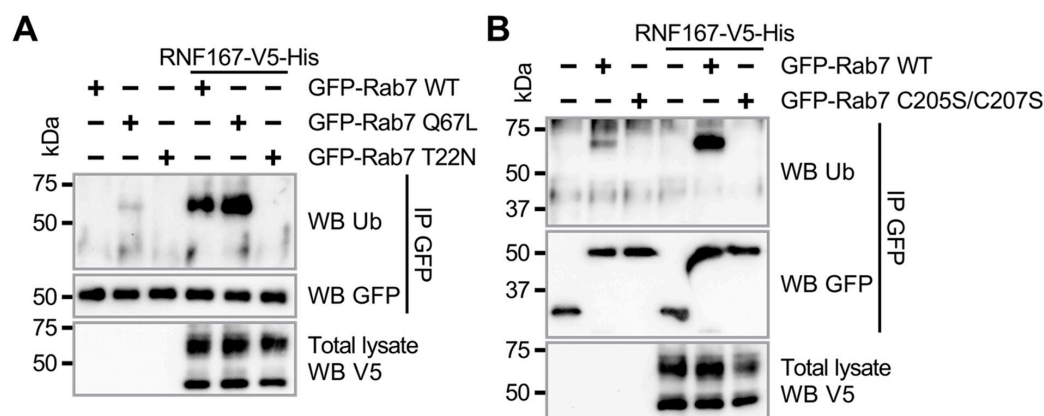 A
RNF167-V5-His
+ − − + − − GFP-Rab7 WT
− + − − + − GFP-Rab7 Q67L
− − + − − + GFP-Rab7 T22N
kDa
75
50
WB Ub
50
WB GFP
IP GFP
75
50
Total lysate
WB V5
B
RNF167-V5-His
− + − − + − GFP-Rab7 WT
− − + − − + GFP-Rab7 C205S/C207S
kDa
75
50
37
WB Ub
50
37
WB GFP
IP GFP
75
50
Total lysate
WB V5